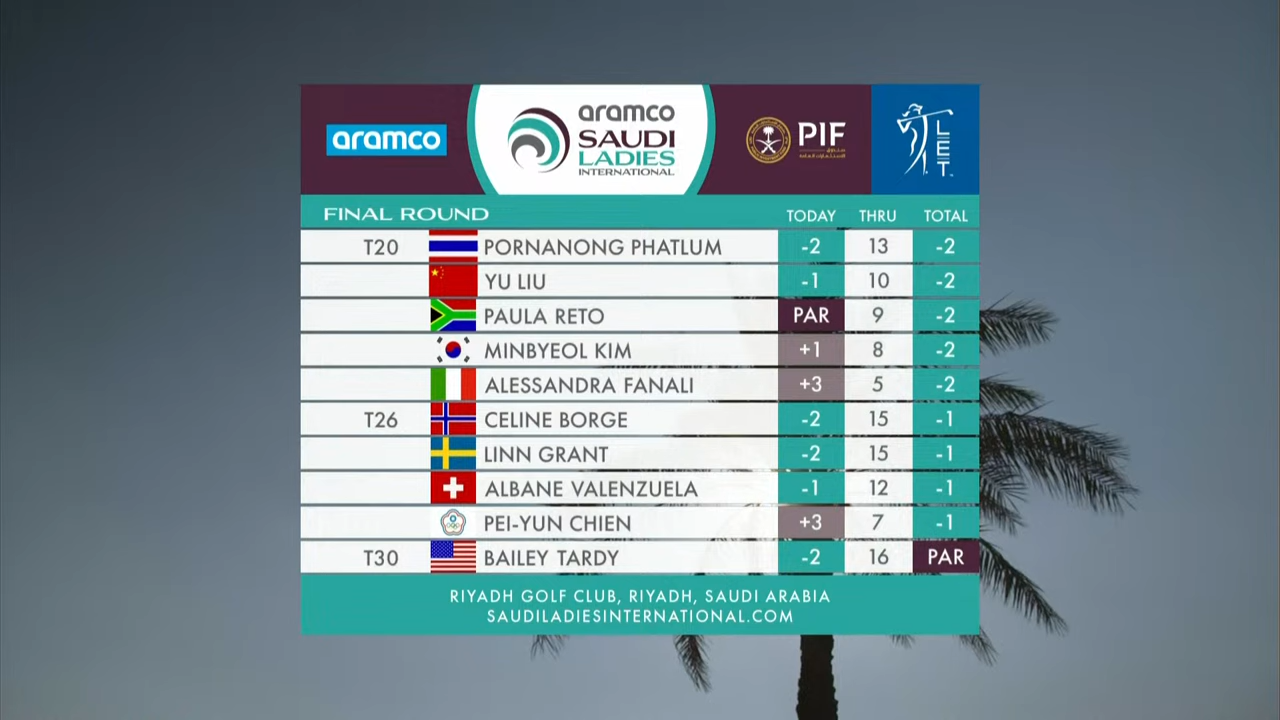 aramco
aramco
SAUDI
LADIES
INTERNATIONAL
PIF
صندوق الاستثمارات العامة
LET
FINAL ROUND TODAY THRU TOTAL
T20 PORNANONG PHATLUM -2 13 -2
YU LIU -1 10 -2
PAULA RETO PAR 9 -2
MINBYEOL KIM +1 8 -2
ALESSANDRA FANALI +3 5 -2
T26 CELINE BORGE -2 15 -1
LINN GRANT -2 15 -1
ALBANE VALENZUELA -1 12 -1
PEI-YUN CHIEN +3 7 -1
T30 BAILEY TARDY -2 16 PAR
RIYADH GOLF CLUB, RIYADH, SAUDI ARABIA
SAUDILADIESINTERNATIONAL.COM